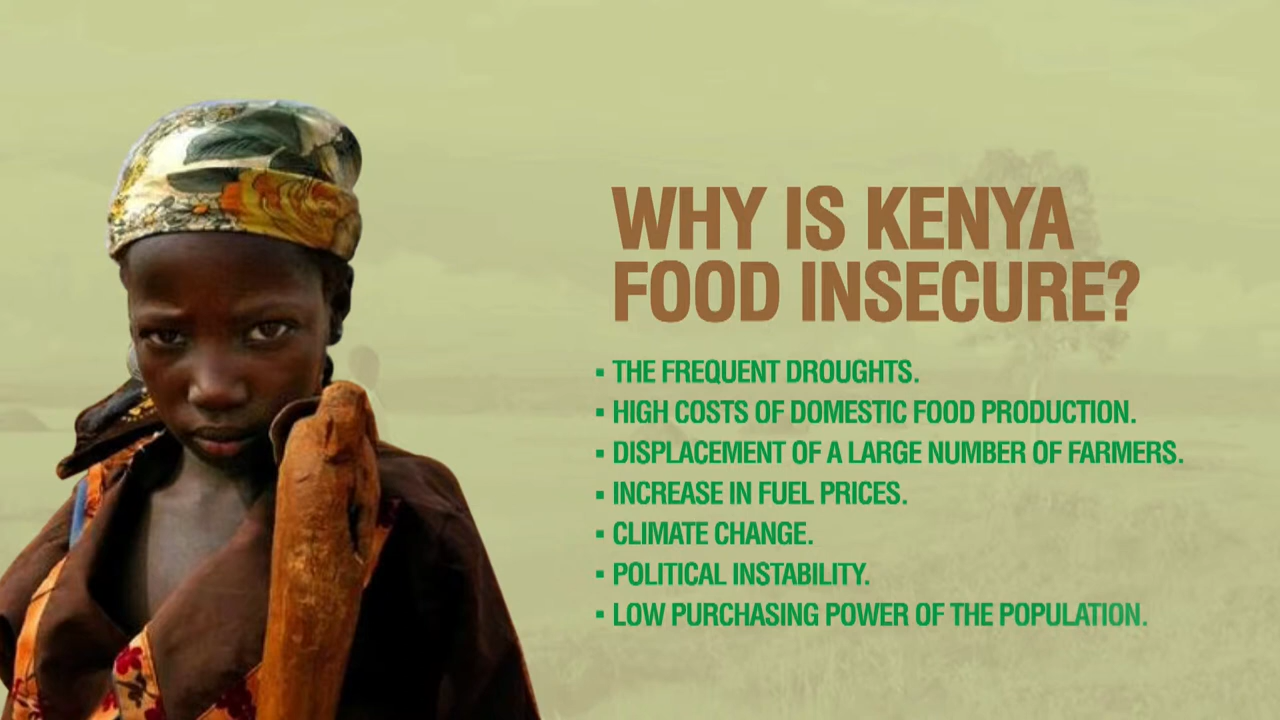 WHY IS KENYA
FOOD INSECURE?
▪ THE FREQUENT DROUGHTS.
▪ HIGH COSTS OF DOMESTIC FOOD PRODUCTION.
▪ DISPLACEMENT OF A LARGE NUMBER OF FARMERS.
▪ INCREASE IN FUEL PRICES.
▪ CLIMATE CHANGE.
▪ POLITICAL INSTABILITY.
▪ LOW PURCHASING POWER OF THE POPULATION.